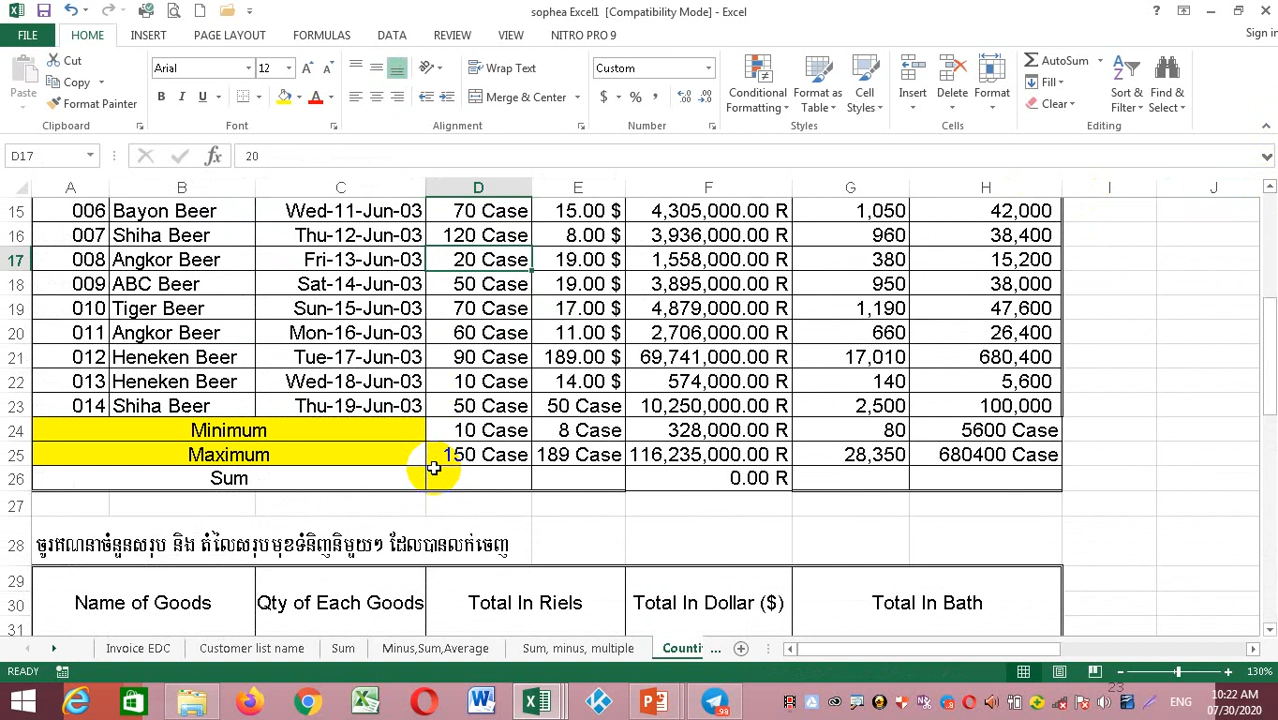 sophea Excel1 [Compatibility Mode] - Excel
?
FILE HOME INSERT PAGE LAYOUT FORMULAS DATA REVIEW VIEW NITRO PRO 9 Sign in
Paste Cut Copy Format Painter Clipboard
Arial 12 A A B I U A Font
Wrap Text Merge & Center Alignment
Custom $ % , Number
Conditional Formatting Format as Table Cell Styles Styles
Insert Delete Format Cells
AutoSum Fill Clear Sort & Filter Find & Select Editing
D17 fx 20
A B C D E F G H I J
15 006 Bayon Beer Wed-11-Jun-03 70 Case 15.00 $ 4,305,000.00 R 1,050 42,000
16 007 Shiha Beer Thu-12-Jun-03 120 Case 8.00 $ 3,936,000.00 R 960 38,400
17 008 Angkor Beer Fri-13-Jun-03 20 Case 19.00 $ 1,558,000.00 R 380 15,200
18 009 ABC Beer Sat-14-Jun-03 50 Case 19.00 $ 3,895,000.00 R 950 38,000
19 010 Tiger Beer Sun-15-Jun-03 70 Case 17.00 $ 4,879,000.00 R 1,190 47,600
20 011 Angkor Beer Mon-16-Jun-03 60 Case 11.00 $ 2,706,000.00 R 660 26,400
21 012 Heneken Beer Tue-17-Jun-03 90 Case 189.00 $ 69,741,000.00 R 17,010 680,400
22 013 Heneken Beer Wed-18-Jun-03 10 Case 14.00 $ 574,000.00 R 140 5,600
23 014 Shiha Beer Thu-19-Jun-03 50 Case 50 Case 10,250,000.00 R 2,500 100,000
24 Minimum 10 Case 8 Case 328,000.00 R 80 5600 Case
25 Maximum 150 Case 189 Case 116,235,000.00 R 28,350 680400 Case
26 Sum 0.00 R
27
28 ចូរគណនាចំនួនសរុប និង តំលៃសរុបមុខទំនិញនិមួយៗ ដែលបានលក់ចេញ
29
30 Name of Goods Qty of Each Goods Total In Riels Total In Dollar ($) Total In Bath
31
Invoice EDC Customer list name Sum Minus,Sum,Average Sum, minus, multiple Counti ...
READY 130%
98 23 ENG 10:22 AM
07/30/2020